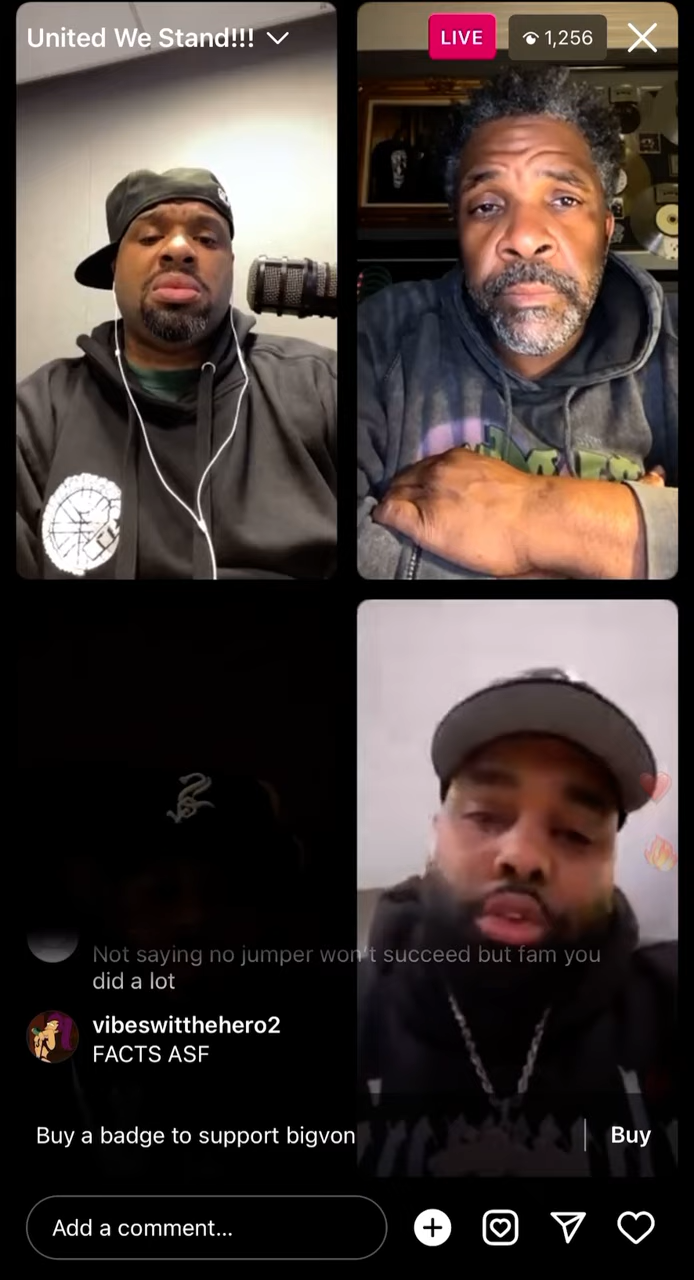 United We Stand!!!
LIVE
1,256
Not saying no jumper won't succeed but fam you
did a lot
vibeswitthehero2
FACTS ASF
Buy a badge to support bigvon
Buy
Add a comment...